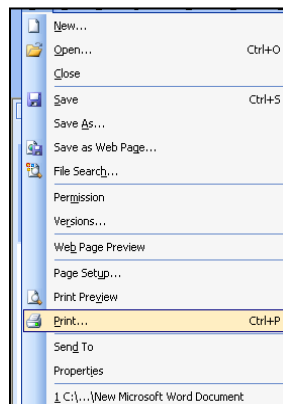 New...
Open... Ctrl+O
Close
Save Ctrl+S
Save As...
Save as Web Page...
File Search...
Permission
Versions...
Web Page Preview
Page Setup...
Print Preview
Print... Ctrl+P
Send To
Properties
1 C:\...\New Microsoft Word Document